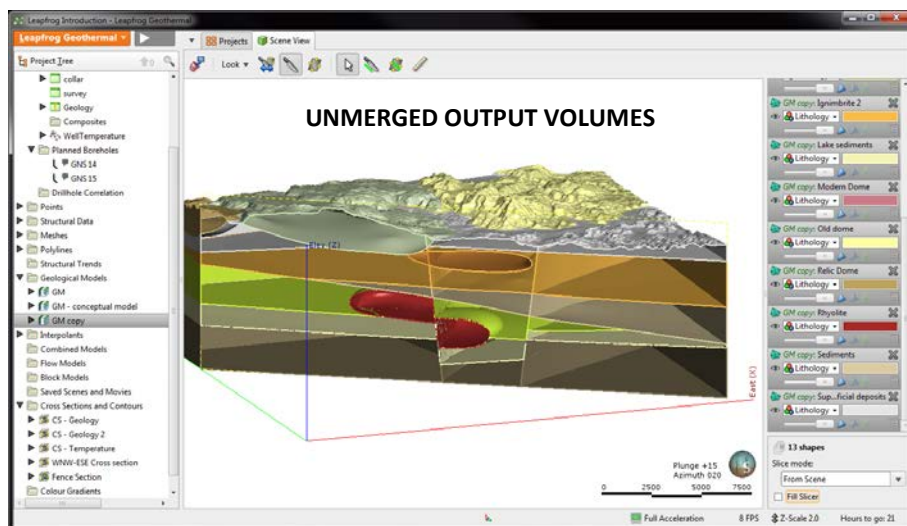 Leapfrog Introduction - Leapfrog Geothermal
Leapfrog Geothermal
Projects
Scene View
Project Tree
Look
collar
survey
Geology
Composites
WellTemperature
Planned Boreholes
GNS 14
GNS 15
Drillhole Correlation
Points
Structural Data
Meshes
Polylines
Structural Trends
Geological Models
GM
GM - conceptual model
GM copy
Interpolants
Combined Models
Flow Models
Block Models
Saved Scenes and Movies
Cross Sections and Contours
CS - Geology
CS - Geology 2
CS - Temperature
WNW-ESE Cross section
Fence Section
Colour Gradients
UNMERGED OUTPUT VOLUMES
Elev (Z)
East (X)
Plunge +15
Azimuth 020
0 2500 5000 7500
S
GM copy: Ignimbrite 2
Lithology
GM copy: Lake sediments
Lithology
GM copy: Modern Dome
Lithology
GM copy: Old dome
Lithology
GM copy: Relic Dome
Lithology
GM copy: Rhyolite
Lithology
GM copy: Sediments
Lithology
GM copy: Sup...ficial deposits
Lithology
13 shapes
Slice mode:
From Scene
Fill Slicer
Full Acceleration
8 FPS
Z-Scale 2.0
Hours to go: 21